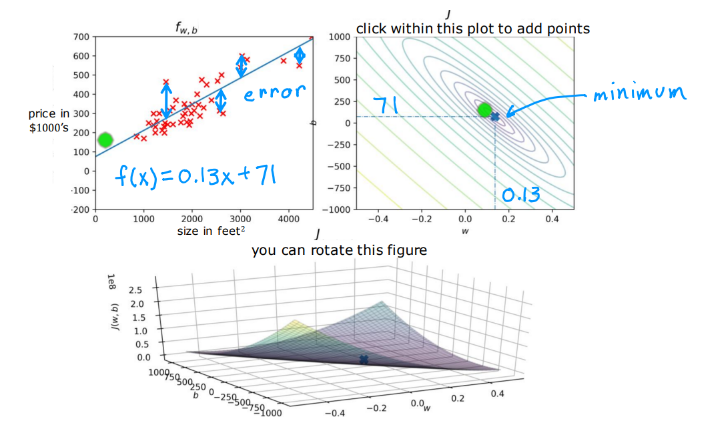 f_{w,b}
700
600
500
400
300
200
100
0
-100
-200
price in
$1000's
error
f(x)=0.13x+71
0 1000 2000 3000 4000
size in feet²
J
click within this plot to add points
1000
750
500
250
0
−250
−500
−750
−1000
b
71
minimum
0.13
−0.4 −0.2 0.0 0.2 0.4
w
J
you can rotate this figure
1e8
J(w, b)
2.5
2.0
1.5
1.0
0.5
0.0
1000
750
500
250
0
−250
−500
−750
−1000
b
−0.4 −0.2 0.0 0.2 0.4
w